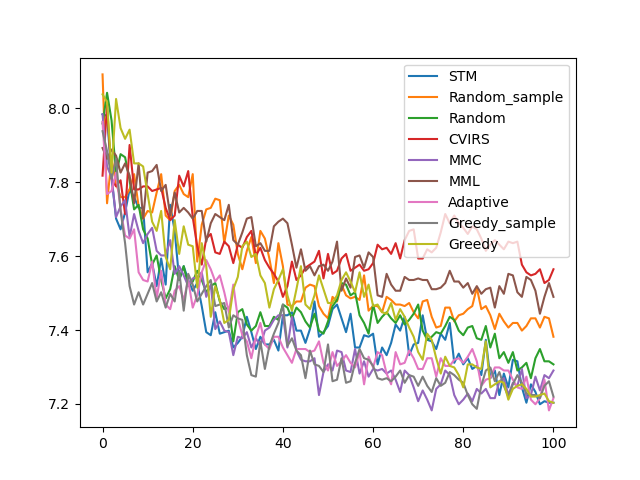 STM
Random_sample
Random
CVIRS
MMC
MML
Adaptive
Greedy_sample
Greedy
8.0
7.8
7.6
7.4
7.2
0 20 40 60 80 100